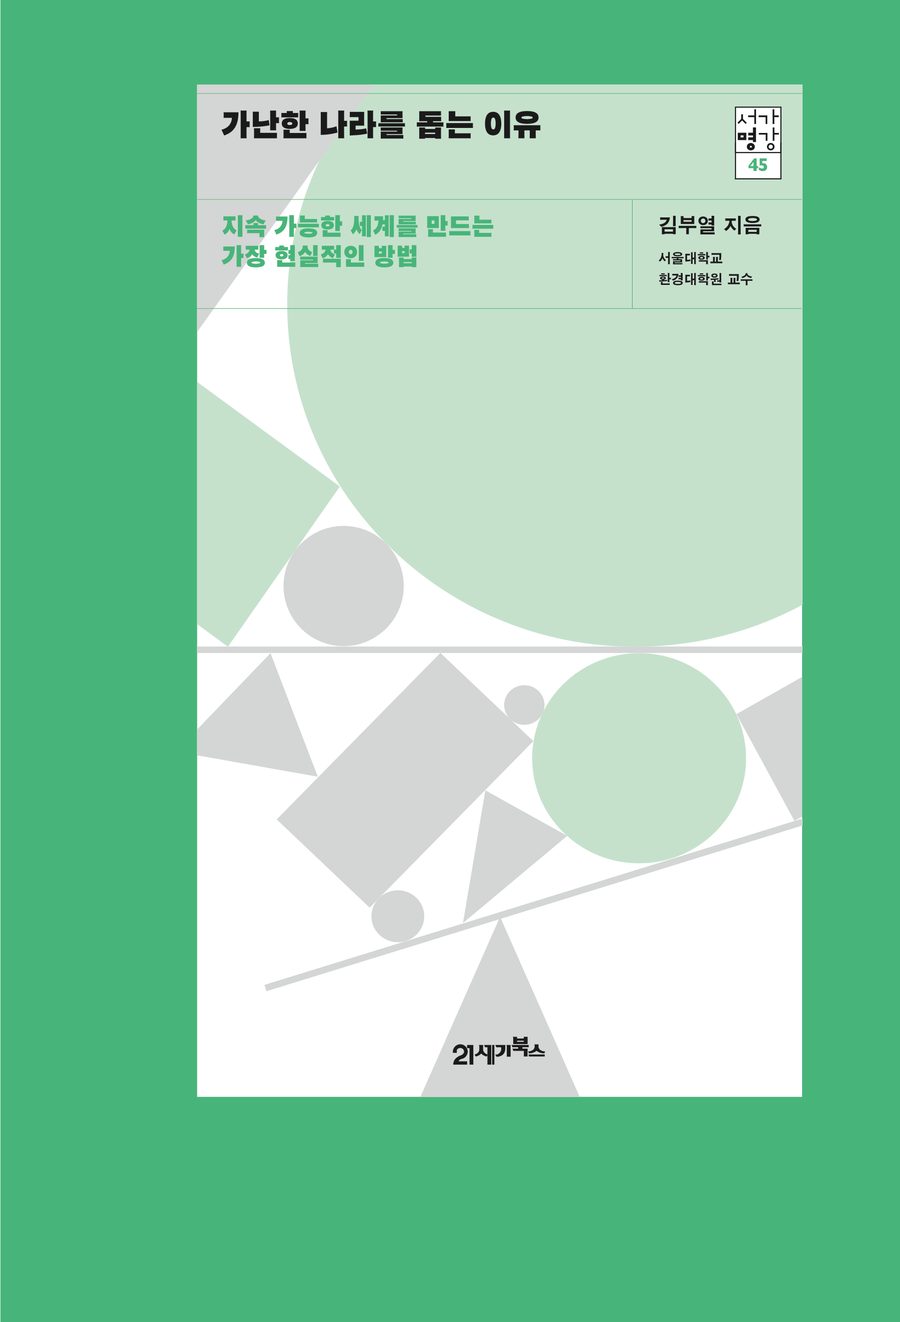 가난한 나라를 돕는 이유
서가
명강
45
지속 가능한 세계를 만드는
가장 현실적인 방법
김부열 지음
서울대학교
환경대학원 교수
21세기북스